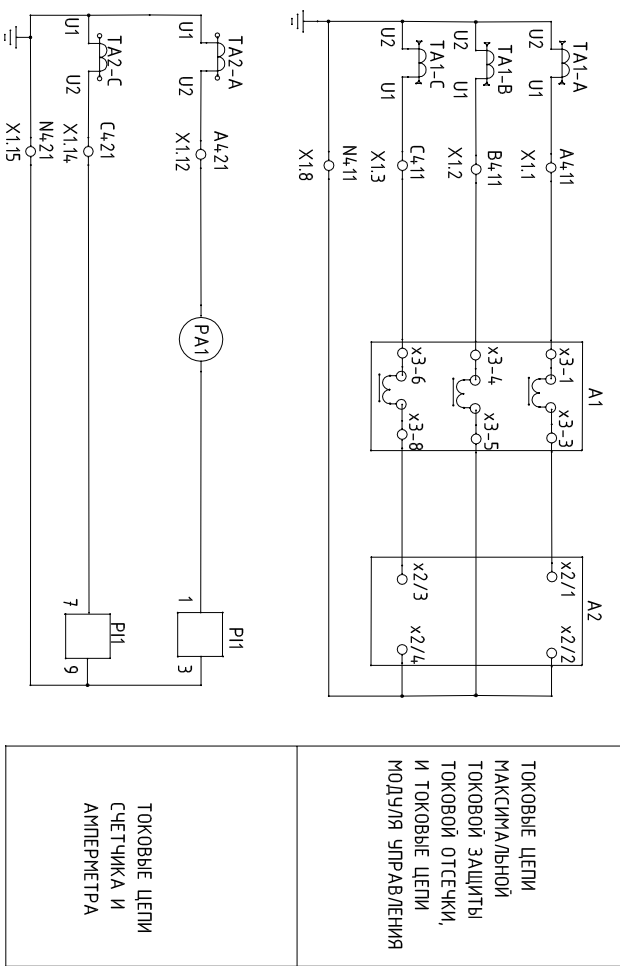 TA1-A
U2
U1
A411
X1.1
TA1-B
U2
U1
B411
X1.2
TA1-C
U2
U1
C411
X1.3
N411
X1.8
A1
x3-1
x3-3
x3-4
x3-5
x3-6
x3-8
A2
x2/1
x2/2
x2/3
x2/4
ТОКОВЫЕ ЦЕПИ
МАКСИМАЛЬНОЙ
ТОКОВОЙ ЗАЩИТЫ
ТОКОВОЙ ОТСЕЧКИ,
И ТОКОВЫЕ ЦЕПИ
МОДУЛЯ УПРАВЛЕНИЯ
TA2-A
U1
U2
A421
X1.12
PA1
1
3
PI1
TA2-C
U1
U2
C421
X1.14
7
9
PI1
N421
X1.15
ТОКОВЫЕ ЦЕПИ
СЧЕТЧИКА И
АМПЕРМЕТРА